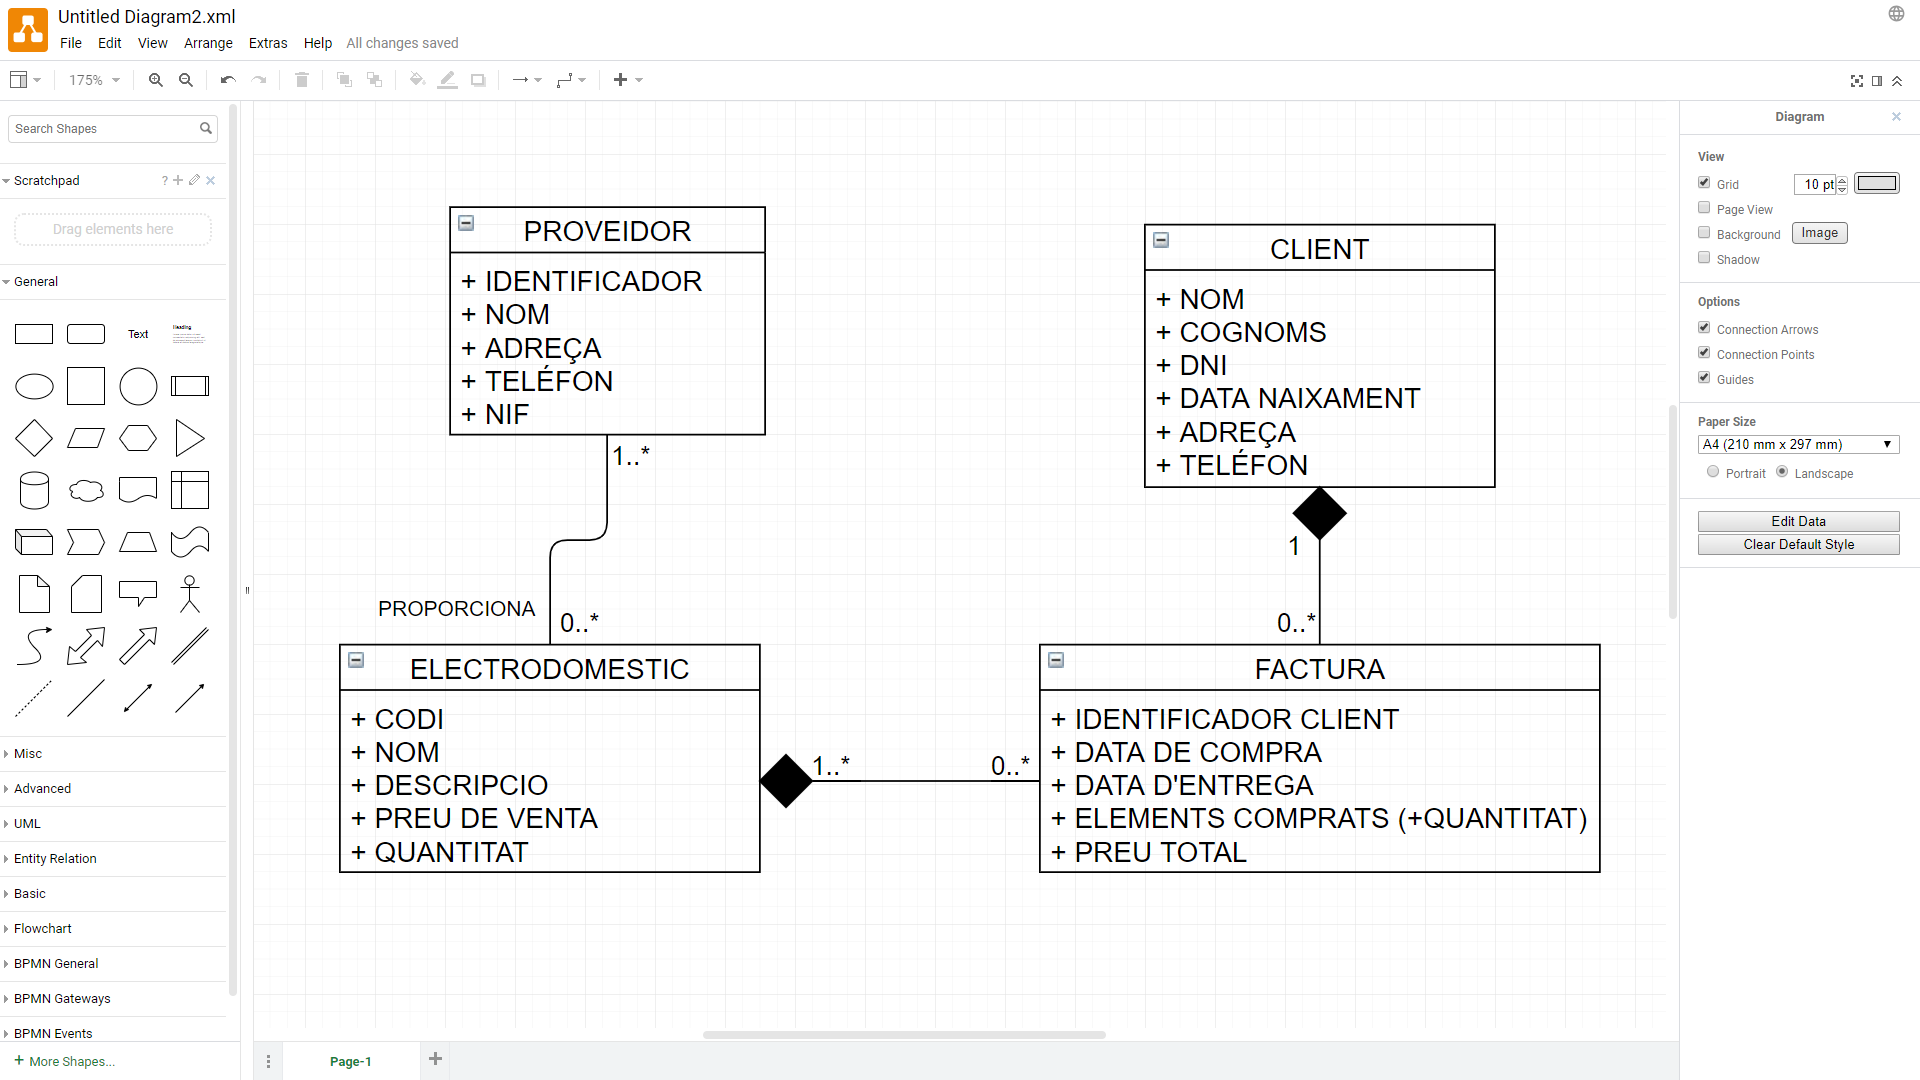 Untitled Diagram2.xml
File Edit View Arrange Extras Help All changes saved
175%
Search Shapes
Scratchpad
?
Drag elements here
General
Text
Heading
Misc
Advanced
UML
Entity Relation
Basic
Flowchart
BPMN General
BPMN Gateways
BPMN Events
+ More Shapes...
PROVEIDOR
+ IDENTIFICADOR
+ NOM
+ ADREÇA
+ TELÉFON
+ NIF
1..*
PROPORCIONA
0..*
CLIENT
+ NOM
+ COGNOMS
+ DNI
+ DATA NAIXAMENT
+ ADREÇA
+ TELÉFON
1
0..*
ELECTRODOMESTIC
+ CODI
+ NOM
+ DESCRIPCIO
+ PREU DE VENTA
+ QUANTITAT
1..*
0..*
FACTURA
+ IDENTIFICADOR CLIENT
+ DATA DE COMPRA
+ DATA D'ENTREGA
+ ELEMENTS COMPRATS (+QUANTITAT)
+ PREU TOTAL
Page-1
Diagram
View
Grid
10 pt
Page View
Background
Image
Shadow
Options
Connection Arrows
Connection Points
Guides
Paper Size
A4 (210 mm x 297 mm)
Portrait
Landscape
Edit Data
Clear Default Style